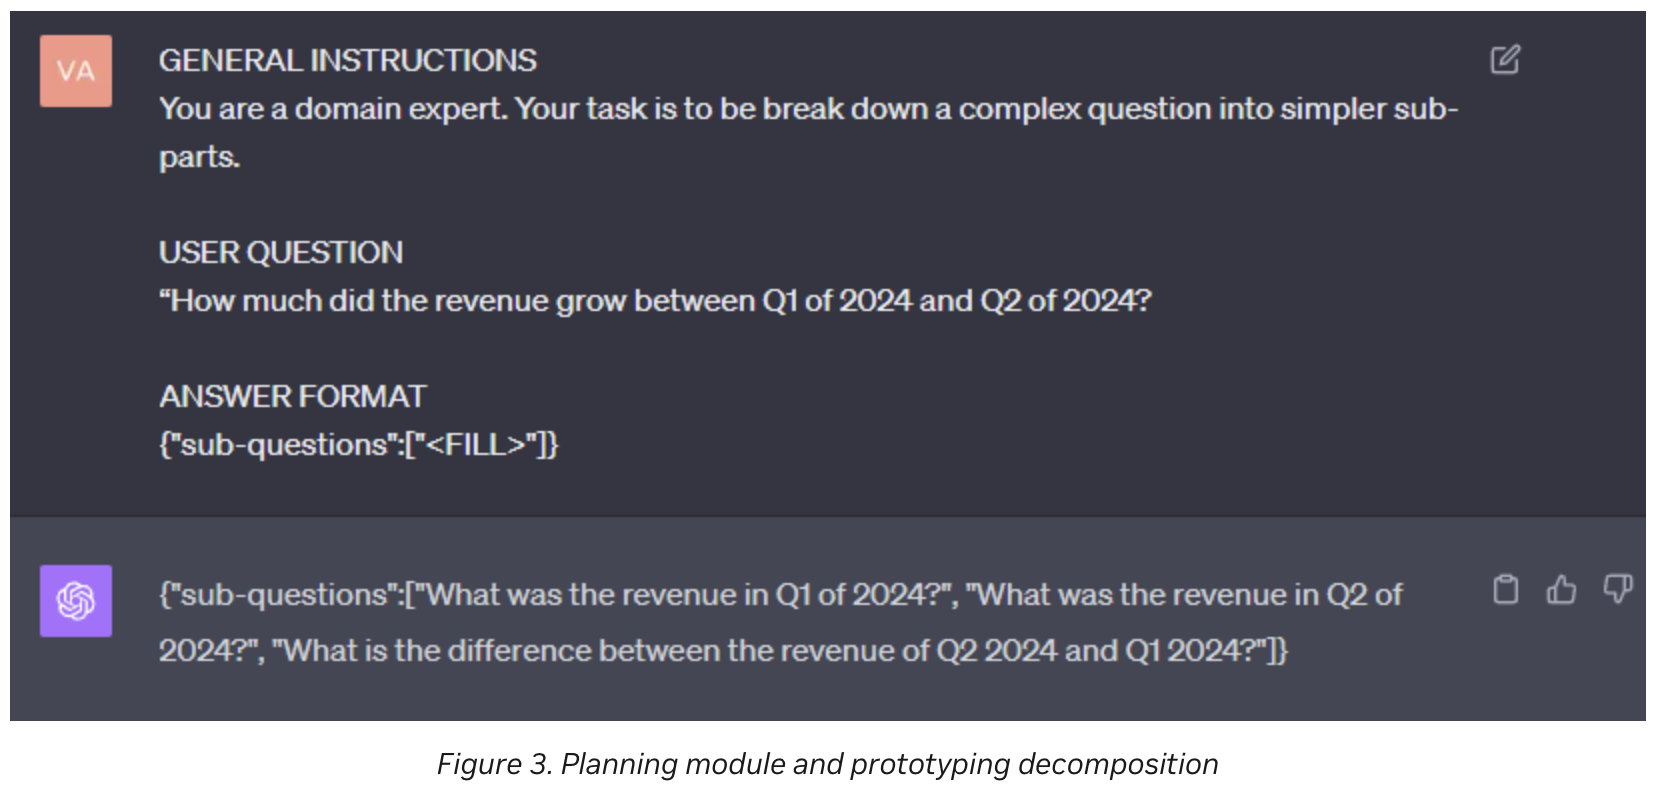 VA
GENERAL INSTRUCTIONS
You are a domain expert. Your task is to be break down a complex question into simpler sub-
parts.
USER QUESTION
“How much did the revenue grow between Q1 of 2024 and Q2 of 2024?
ANSWER FORMAT
{"sub-questions":["<FILL>"]}
{"sub-questions":["What was the revenue in Q1 of 2024?", "What was the revenue in Q2 of
2024?", "What is the difference between the revenue of Q2 2024 and Q1 2024?"]}
Figure 3. Planning module and prototyping decomposition